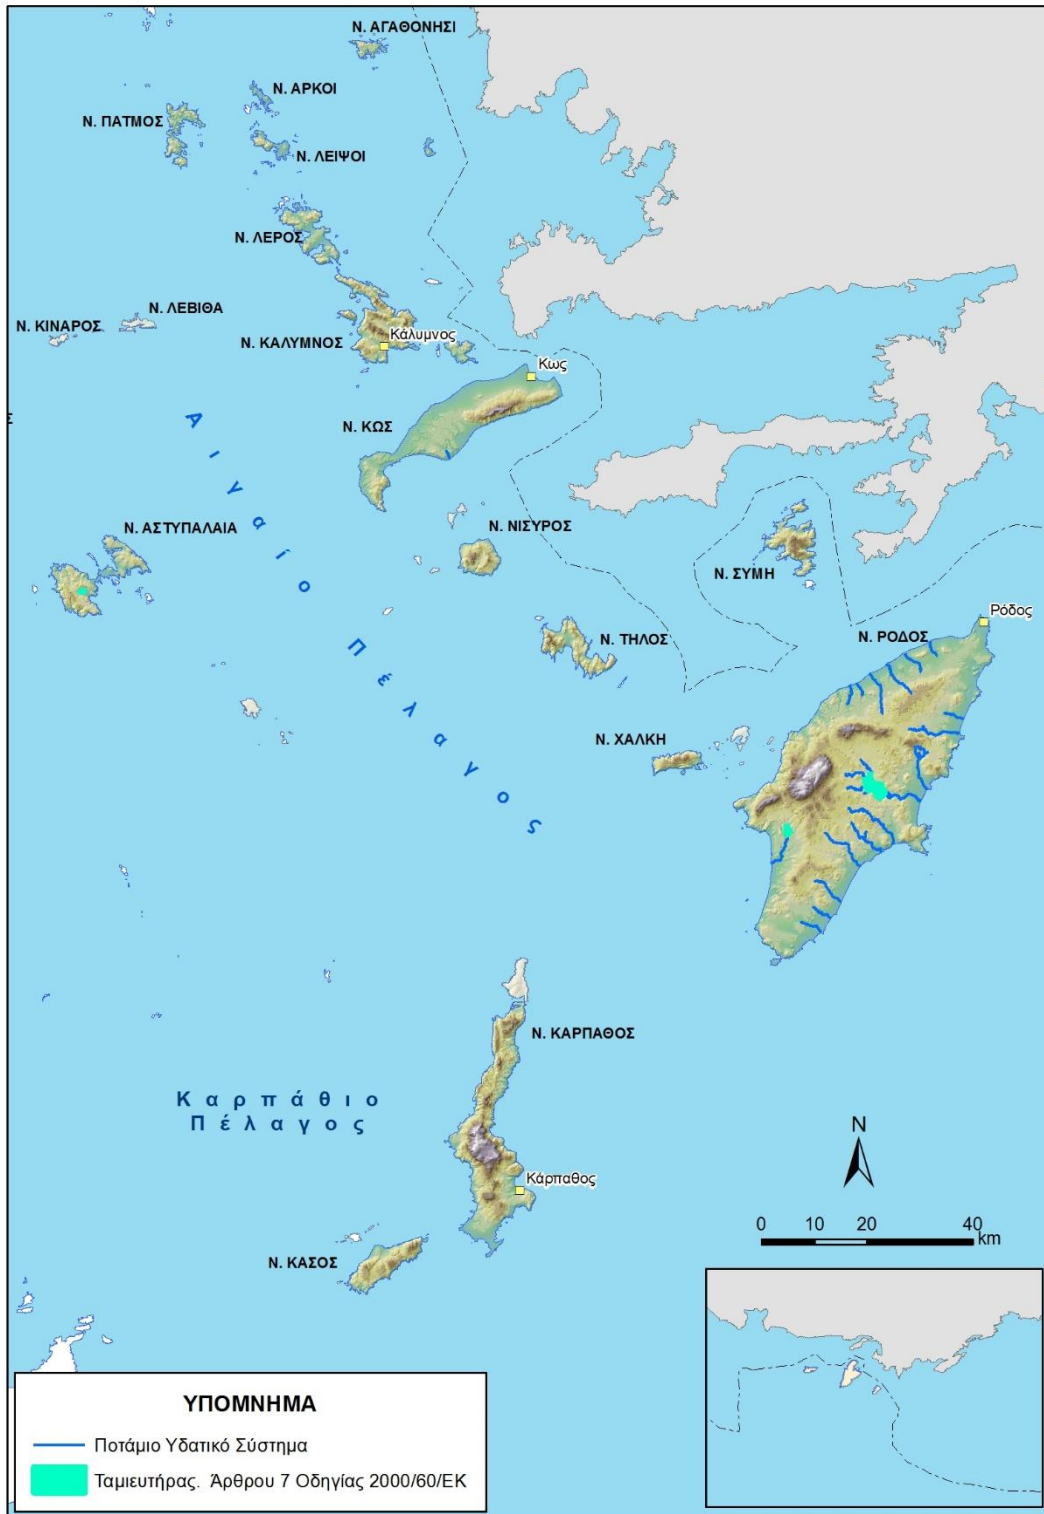 Ν. ΑΓΑΘΟΝΗΣΙ
Ν. ΑΡΚΟΙ
Ν. ΠΑΤΜΟΣ
Ν. ΛΕΙΨΟΙ
Ν. ΛΕΡΟΣ
Ν. ΛΕΒΙΘΑ
Ν. ΚΙΝΑΡΟΣ
Ν. ΚΑΛΥΜΝΟΣ
Κάλυμνος
Κως
Ν. ΚΩΣ
Σ
Αιγαίο Πέλαγος
Ν. ΑΣΤΥΠΑΛΑΙΑ
Ν. ΝΙΣΥΡΟΣ
Ν. ΣΥΜΗ
Ρόδος
Ν. ΤΗΛΟΣ
Ν. ΡΟΔΟΣ
Ν. ΧΑΛΚΗ
Ν. ΚΑΡΠΑΘΟΣ
Καρπάθιο
Πέλαγος
Κάρπαθος
Ν. ΚΑΣΟΣ
N
0 10 20 40
km
ΥΠΟΜΝΗΜΑ
Ποτάμιο Υδατικό Σύστημα
Ταμιευτήρας. Άρθρου 7 Οδηγίας 2000/60/ΕΚ